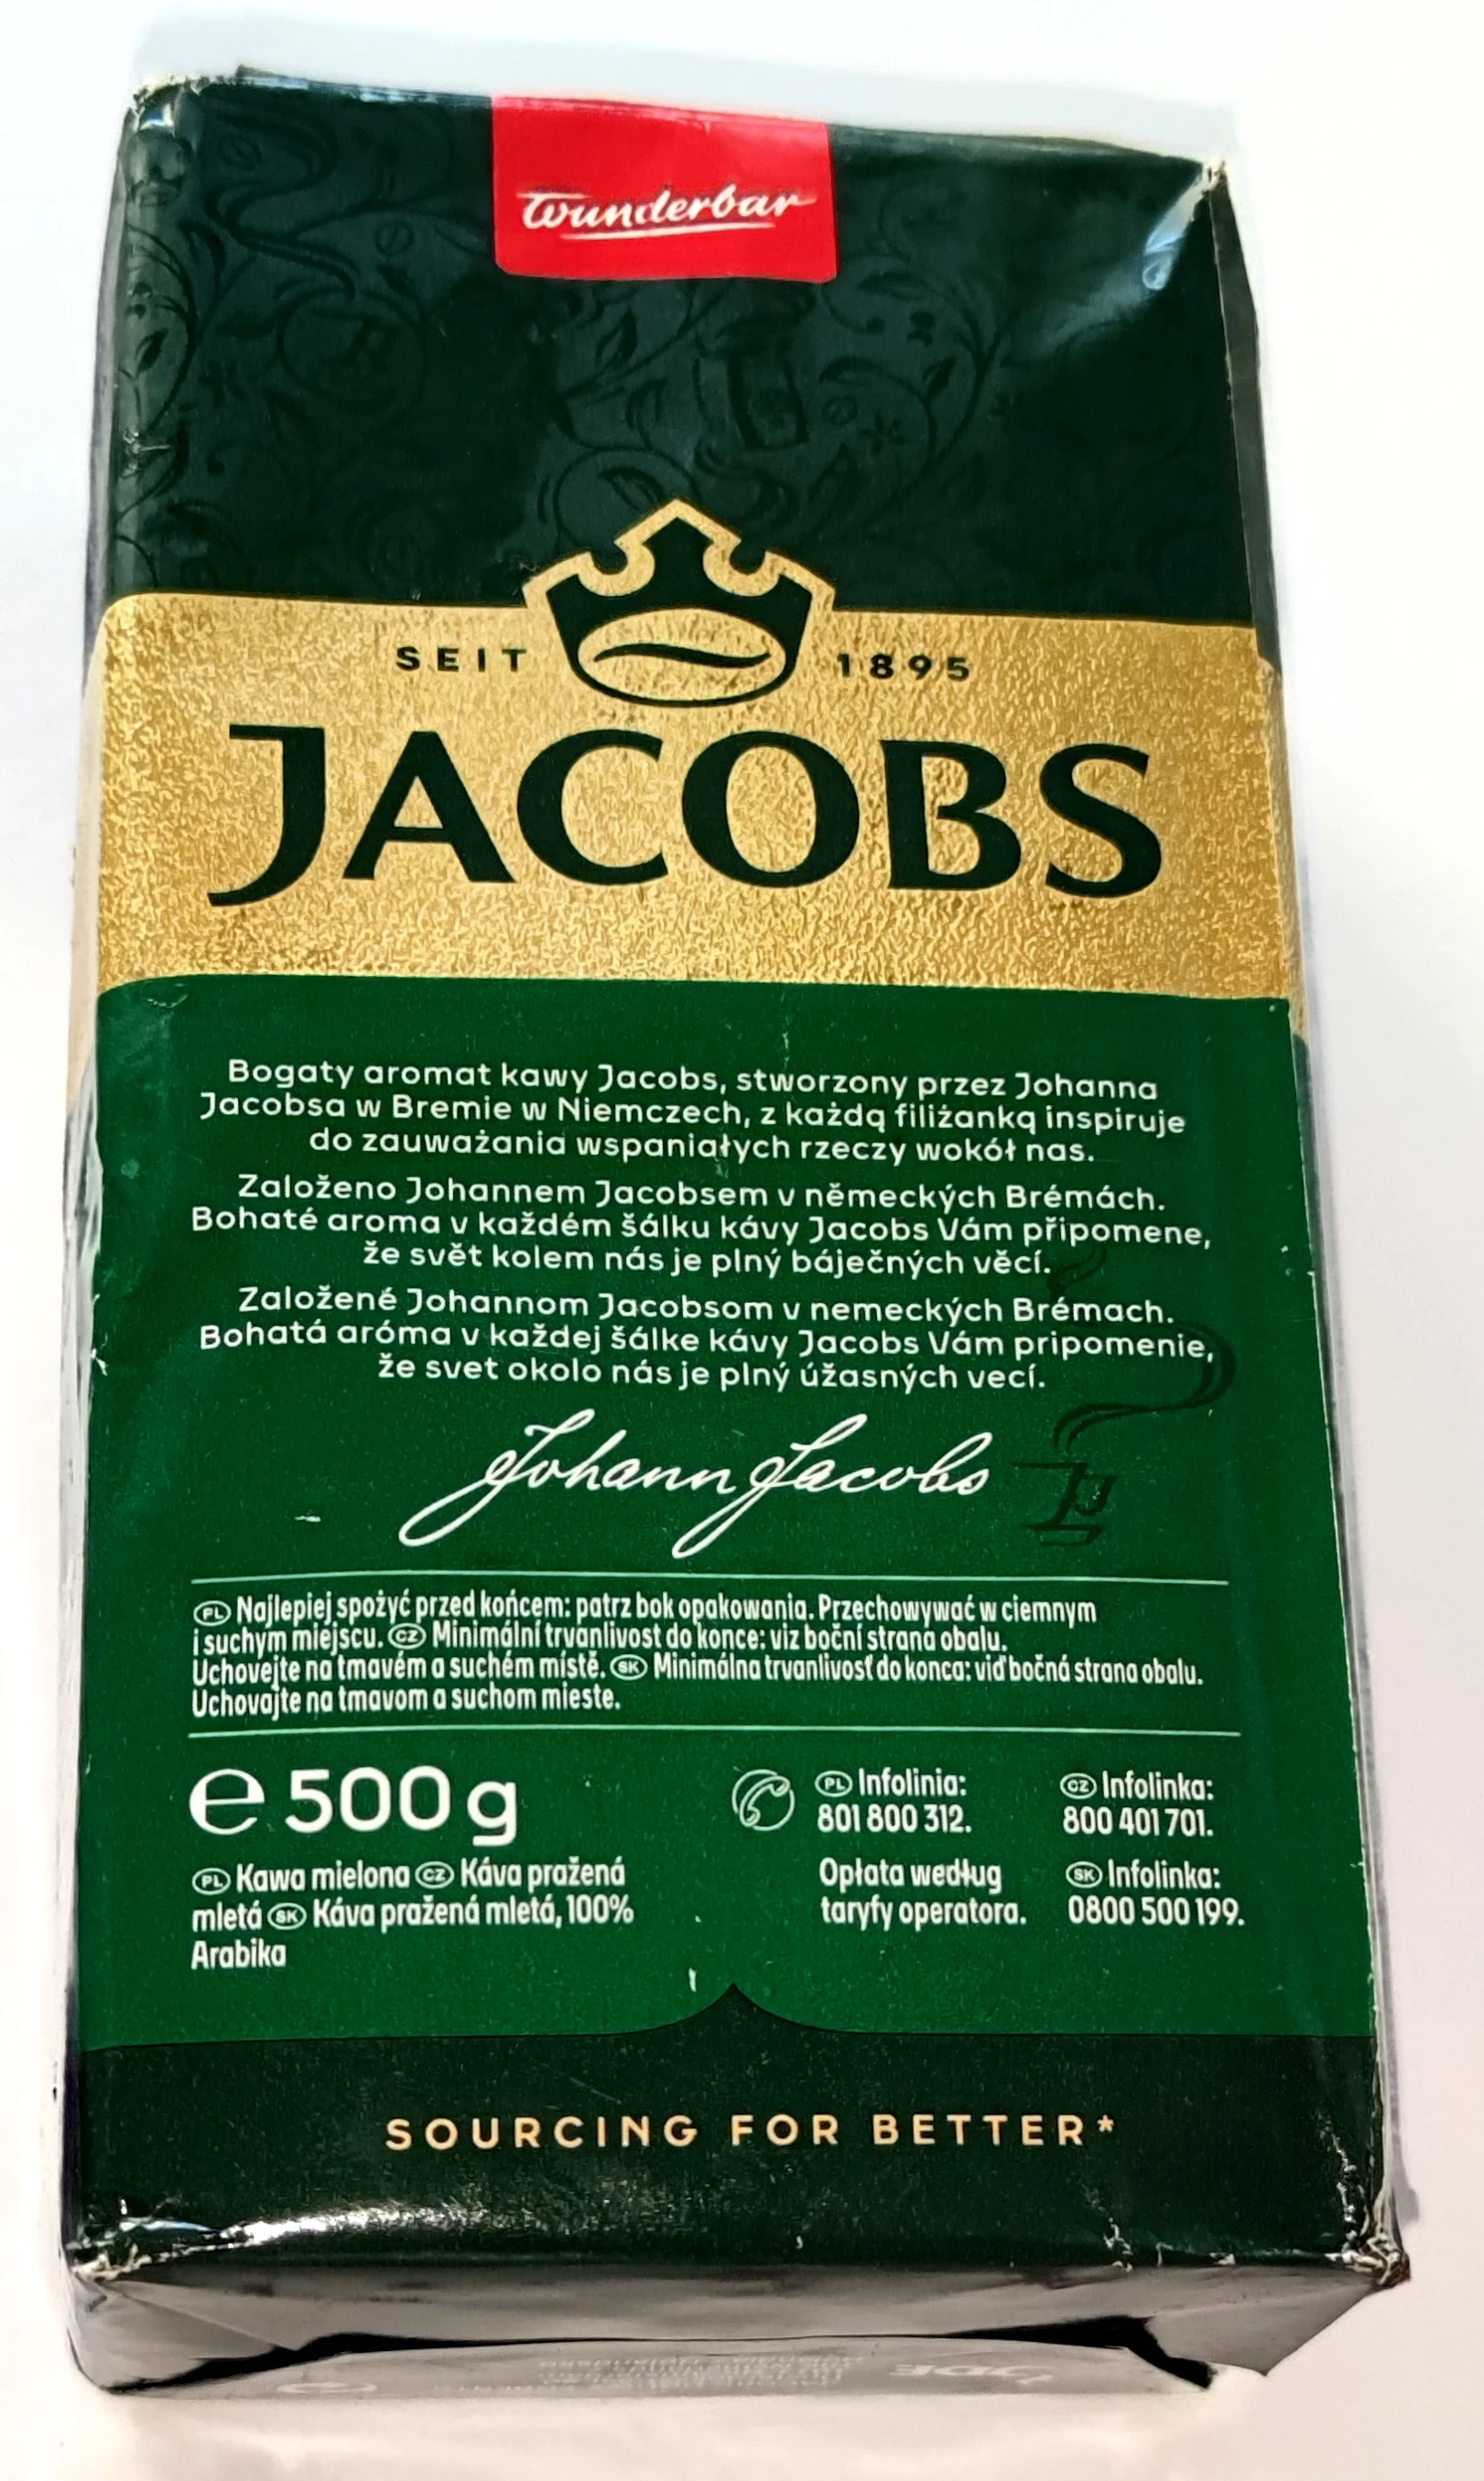 Wunderbar
SEIT 1895
JACOBS
Bogaty aromat kawy Jacobs, stworzony przez Johanna
Jacobsa w Bremie w Niemczech, z każdą filiżanką inspiruje
do zauważania wspaniałych rzeczy wokół nas.
Založeno Johannem Jacobsem v německých Brémách.
Bohaté aroma v každém šálku kávy Jacobs Vám připomene,
že svět kolem nás je plný báječných věcí.
Založené Johannom Jacobsom v nemeckých Brémach.
Bohatá aróma v každej šálke kávy Jacobs Vám pripomenie,
že svet okolo nás je plný úžasných vecí.
Johann Jacobs
PL Najlepiej spożyć przed końcem: patrz bok opakowania. Przechowywać w ciemnym
i suchym miejscu. CZ Minimální trvanlivost do konce: viz boční strana obalu.
Uchovejte na tmavém a suchém místě. SK Minimálna trvanlivosť do konca: viď bočná strana obalu.
Uchovajte na tmavom a suchom mieste.
e 500 g
PL Kawa mielona CZ Káva pražená
mletá SK Káva pražená mletá, 100%
Arabika
PL Infolinia:
801 800 312.
Opłata według
taryfy operatora.
CZ Infolinka:
800 401 701.
SK Infolinka:
0800 500 199.
SOURCING FOR BETTER*
JDE